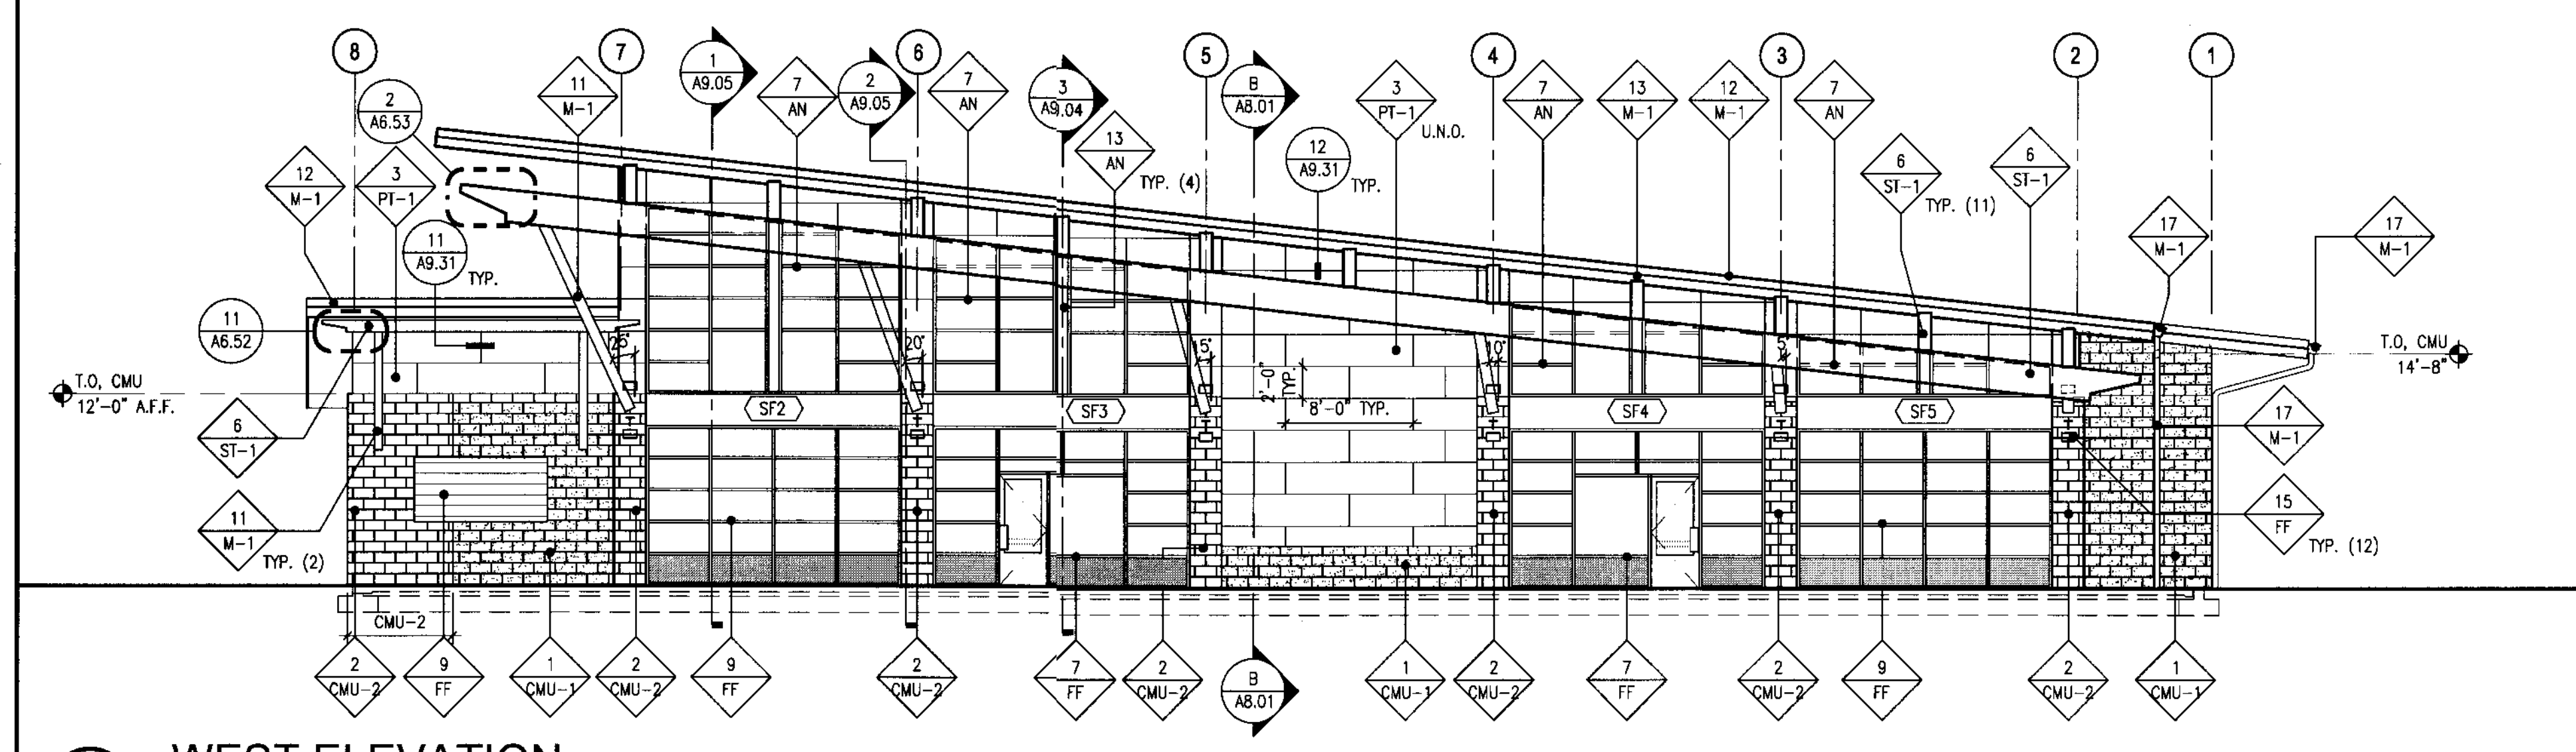 8
7
6
5
4
3
2
1
1
A9.05
2
A9.05
3
A9.04
B
A8.01
2
A6.53
11
M-1
7
AN
7
AN
13
AN
TYP. (4)
12
A9.31
TYP.
3
PT-1
U.N.O.
7
AN
13
M-1
12
M-1
7
AN
6
ST-1
TYP. (11)
6
ST-1
17
M-1
17
M-1
12
M-1
3
PT-1
11
A9.31
TYP.
11
A6.52
T.O. CMU
12'-0" A.F.F.
T.O. CMU
14'-8"
20°
10°
2'-0"
TYP.
8'-0" TYP.
SF2
SF3
SF4
SF5
6
ST-1
11
M-1
TYP. (2)
17
M-1
15
FF
TYP. (12)
CMU-2
2
CMU-2
9
FF
1
CMU-1
2
CMU-2
9
FF
2
CMU-2
7
FF
2
CMU-2
B
A8.01
1
CMU-1
2
CMU-2
7
FF
2
CMU-2
9
FF
2
CMU-2
1
CMU-1
WEST ELEVATION